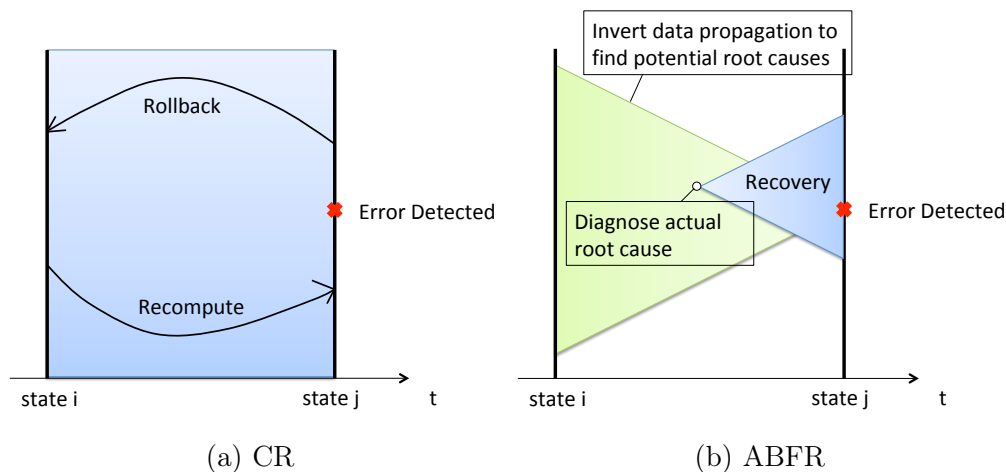 Rollback
Error Detected
Recompute
state i
state j
t
(a) CR
Invert data propagation to
find potential root causes
Recovery
Error Detected
Diagnose actual
root cause
state i
state j
t
(b) ABFR